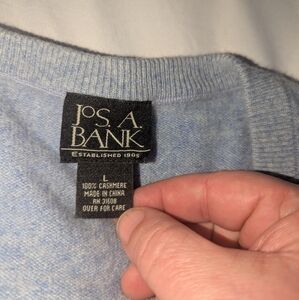 JOS. A.
BANK
ESTABLISHED 1905
L
100% CASHMERE
MADE IN CHINA
RN 31608
OVER FOR CARE